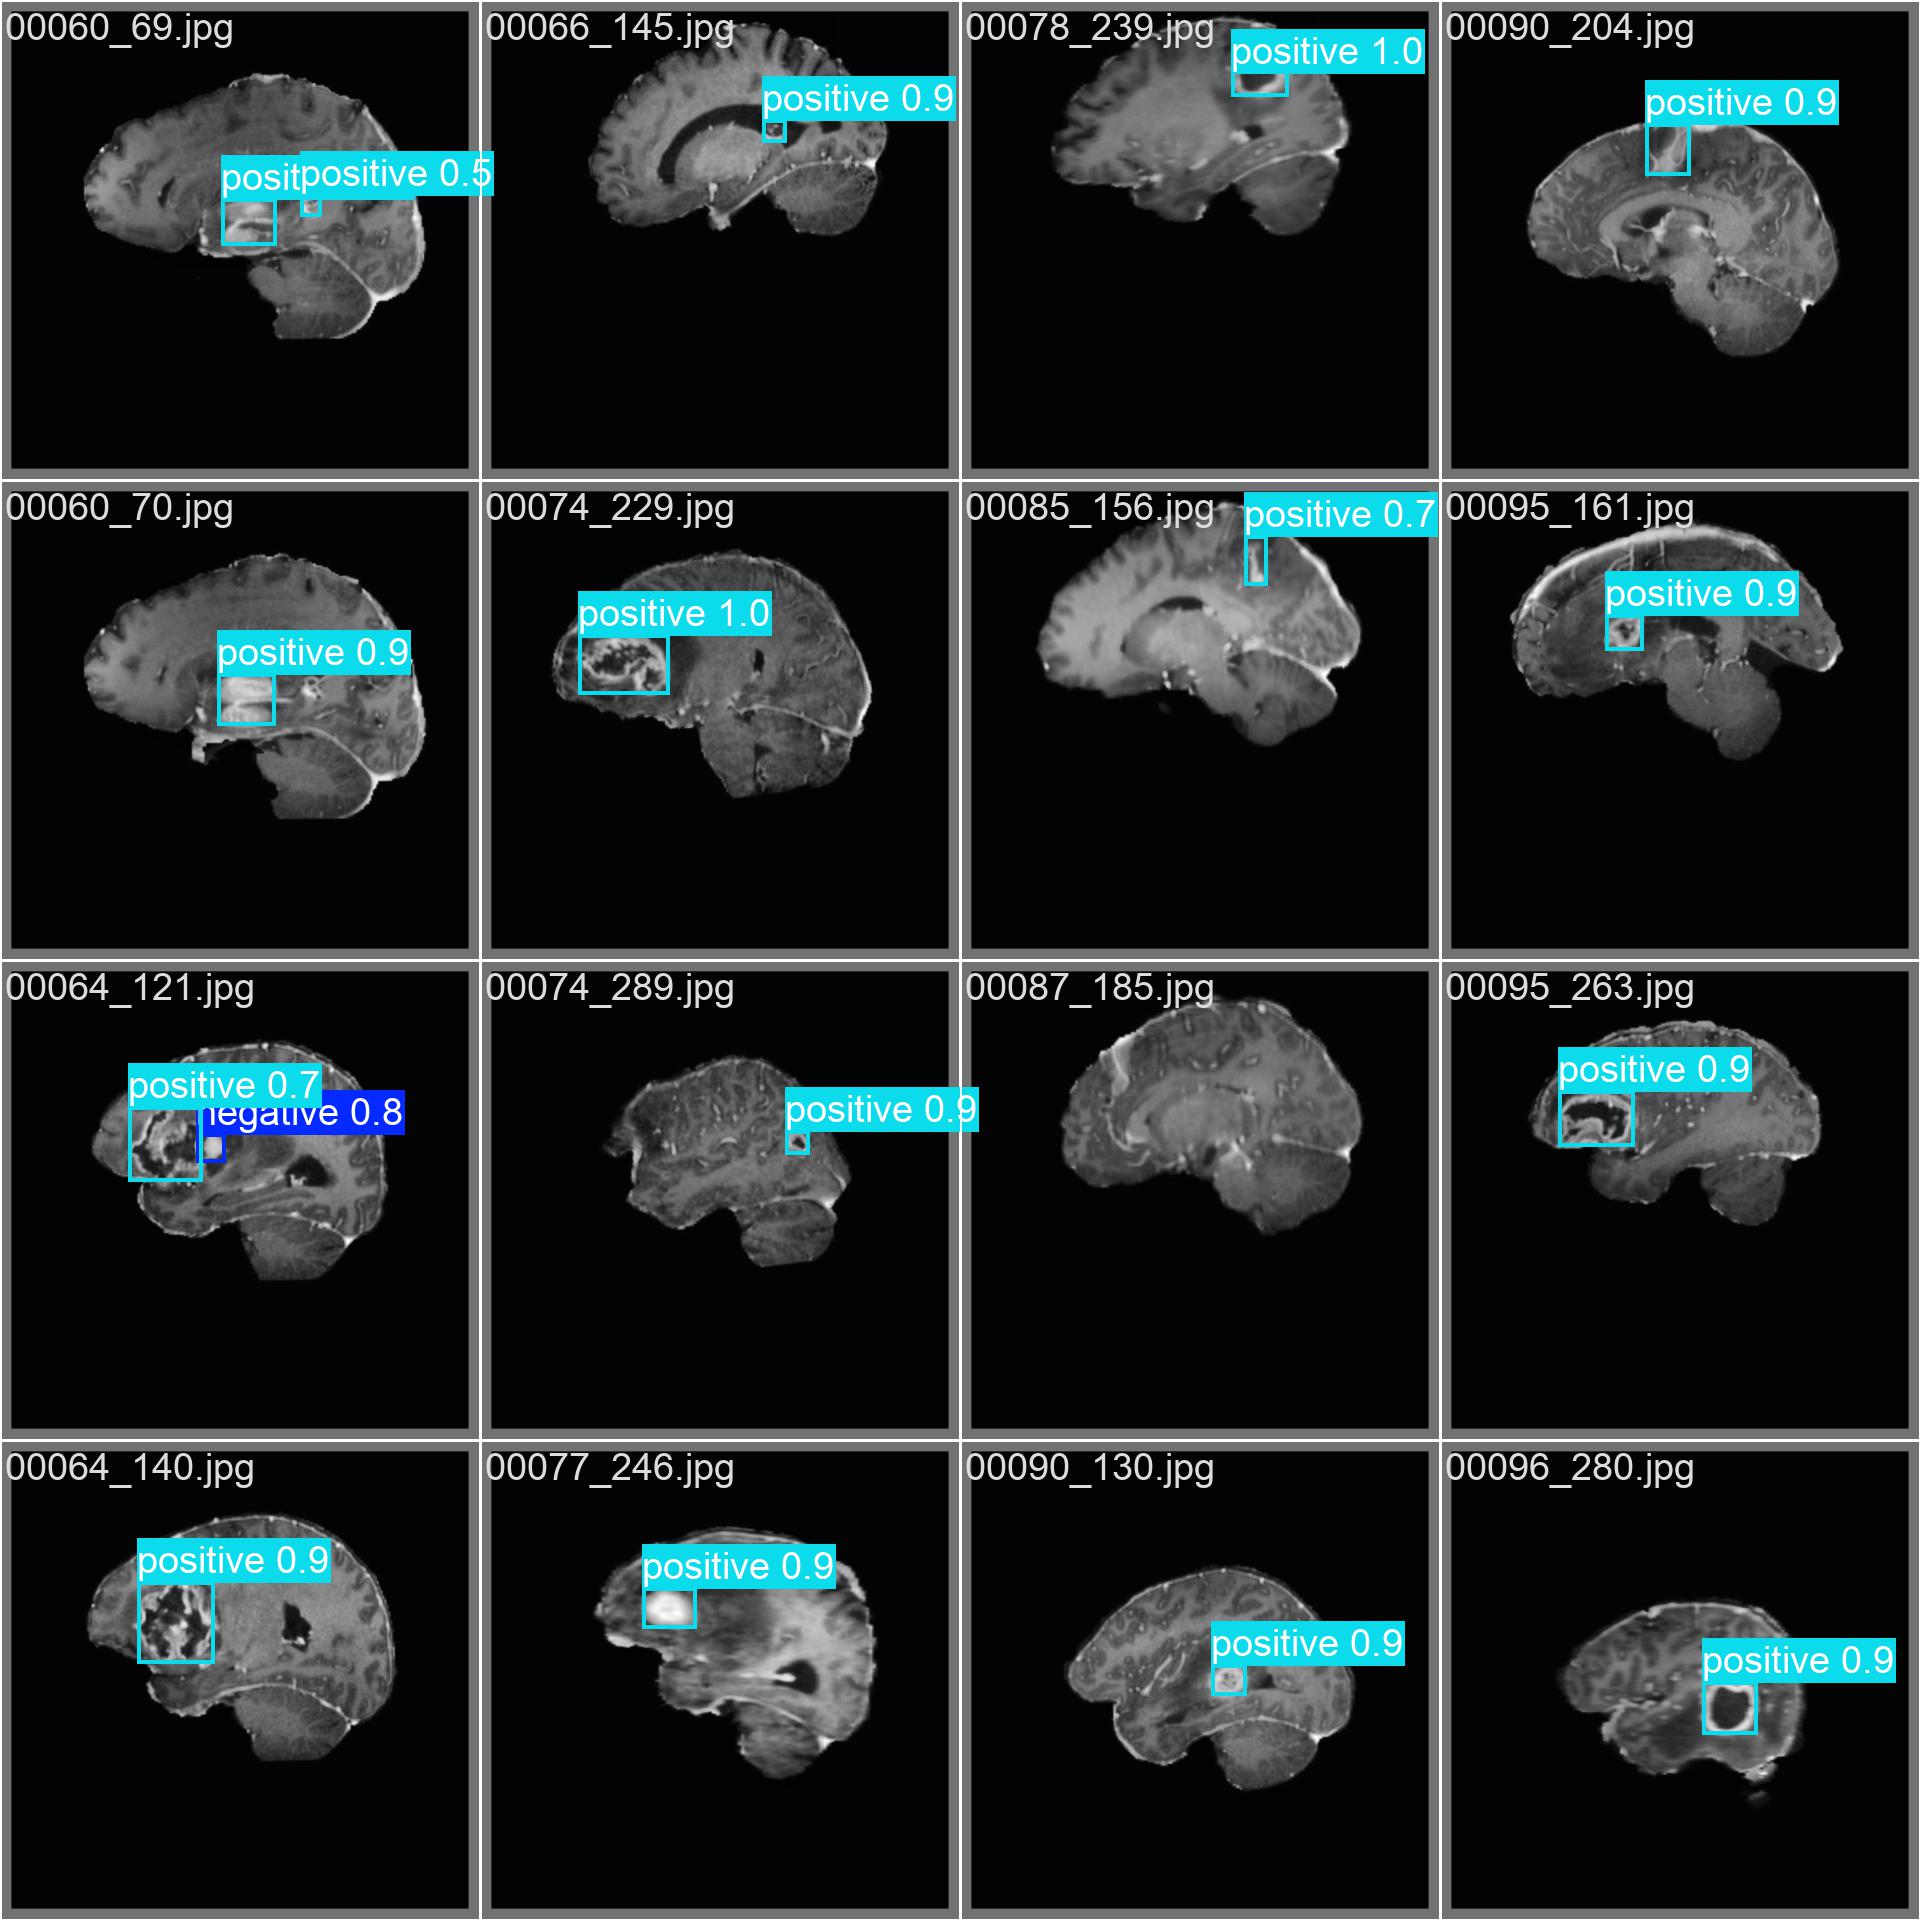 00060_69.jpg
posit
positive 0.5
00066_145.jpg
positive 0.9
00078_239.jpg
positive 1.0
00090_204.jpg
positive 0.9
00060_70.jpg
positive 0.9
00074_229.jpg
positive 1.0
00085_156.jpg
positive 0.7
00095_161.jpg
positive 0.9
00064_121.jpg
positive 0.7
negative 0.8
00074_289.jpg
positive 0.9
00087_185.jpg
00095_263.jpg
positive 0.9
00064_140.jpg
positive 0.9
00077_246.jpg
positive 0.9
00090_130.jpg
positive 0.9
00096_280.jpg
positive 0.9